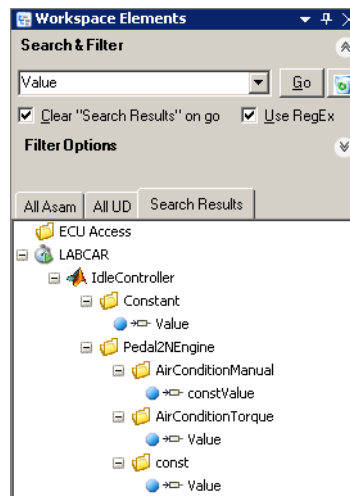 Workspace Elements
Search & Filter
Value
Go
Clear "Search Results" on go
Use RegEx
Filter Options
All Asam
All UD
Search Results
ECU Access
LABCAR
IdleController
Constant
Value
Pedal2NEngine
AirConditionManual
constValue
AirConditionTorque
Value
const
Value